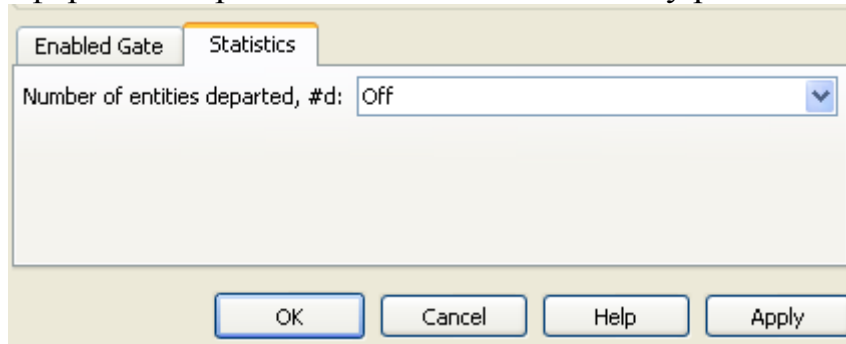 Enabled Gate Statistics
Number of entities departed, #d: Off
OK Cancel Help Apply